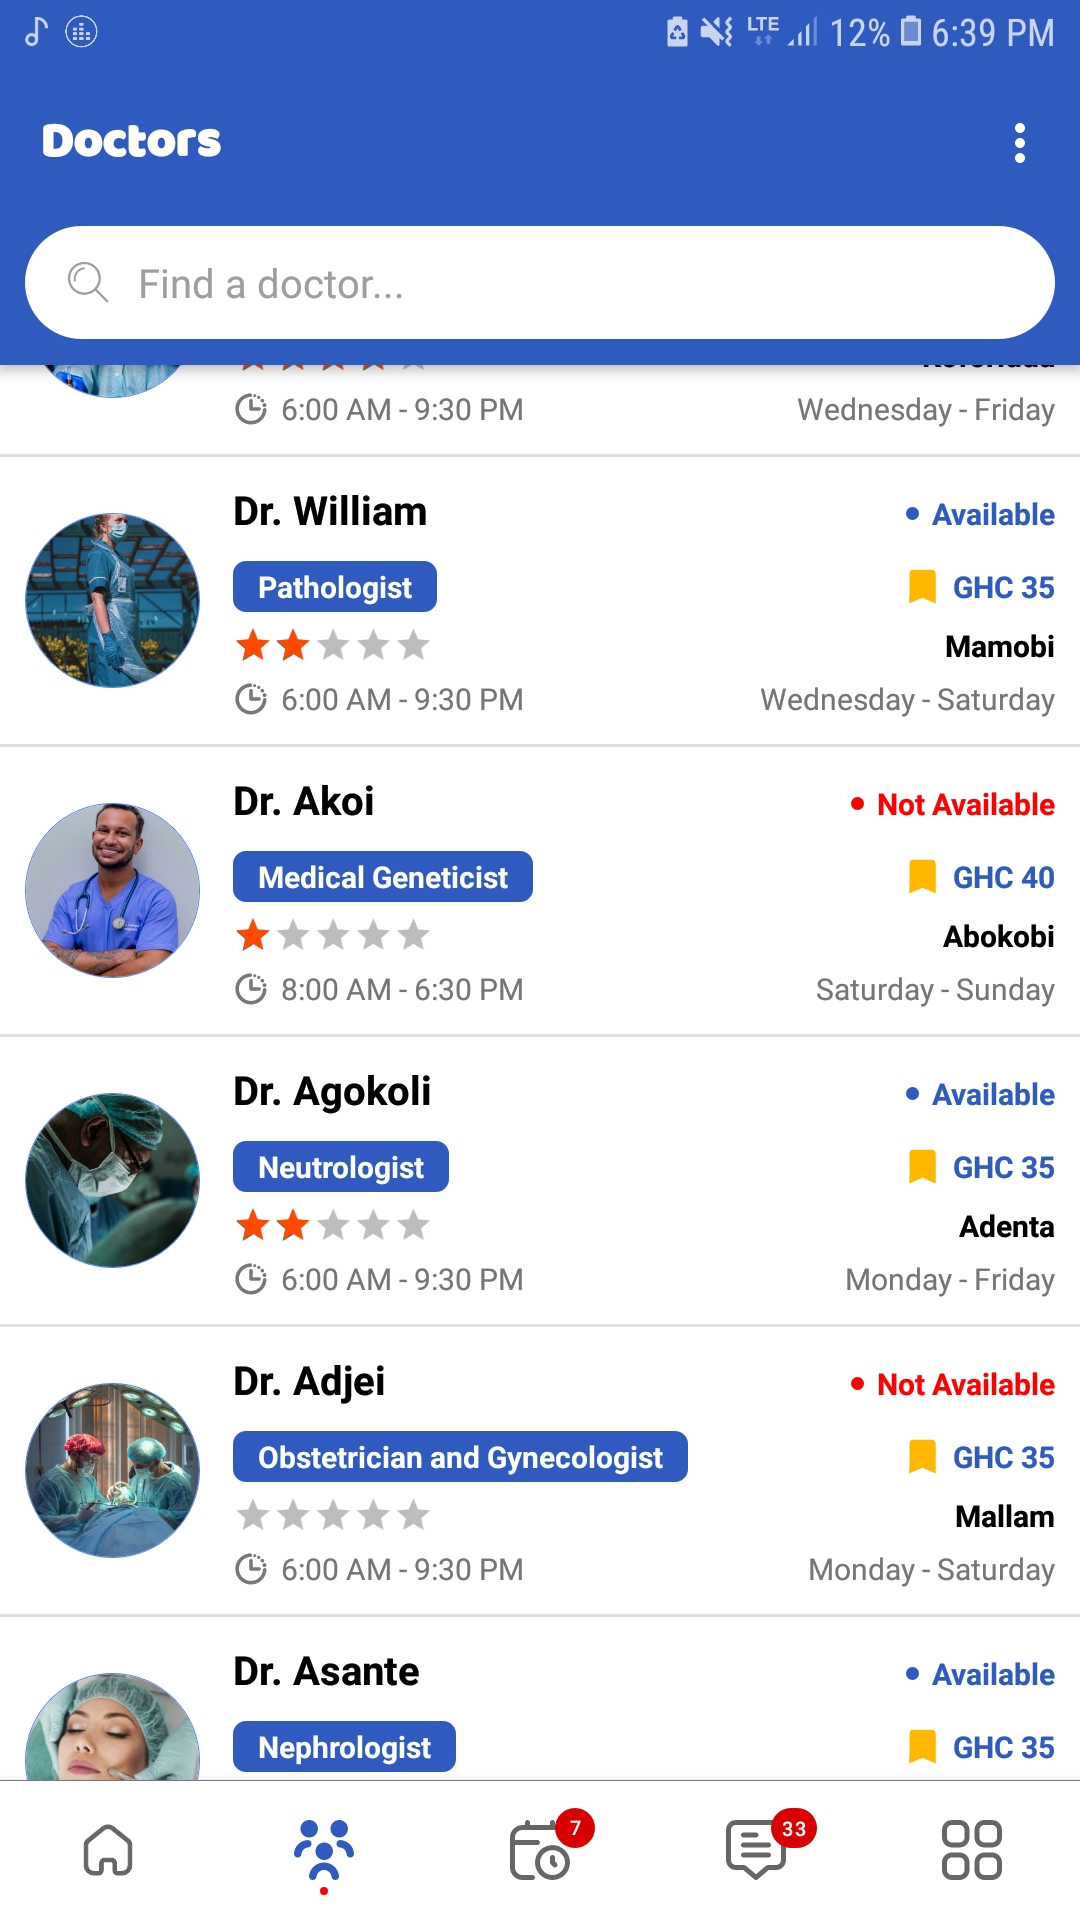 LTE 12% 6:39 PM
Doctors
Find a doctor...
6:00 AM - 9:30 PM Wednesday - Friday
Dr. William Available
Pathologist GHC 35
Mamobi
6:00 AM - 9:30 PM Wednesday - Saturday
Dr. Akoi Not Available
Medical Geneticist GHC 40
Abokobi
8:00 AM - 6:30 PM Saturday - Sunday
Dr. Agokoli Available
Neutrologist GHC 35
Adenta
6:00 AM - 9:30 PM Monday - Friday
Dr. Adjei Not Available
Obstetrician and Gynecologist GHC 35
Mallam
6:00 AM - 9:30 PM Monday - Saturday
Dr. Asante Available
Nephrologist GHC 35
7 33